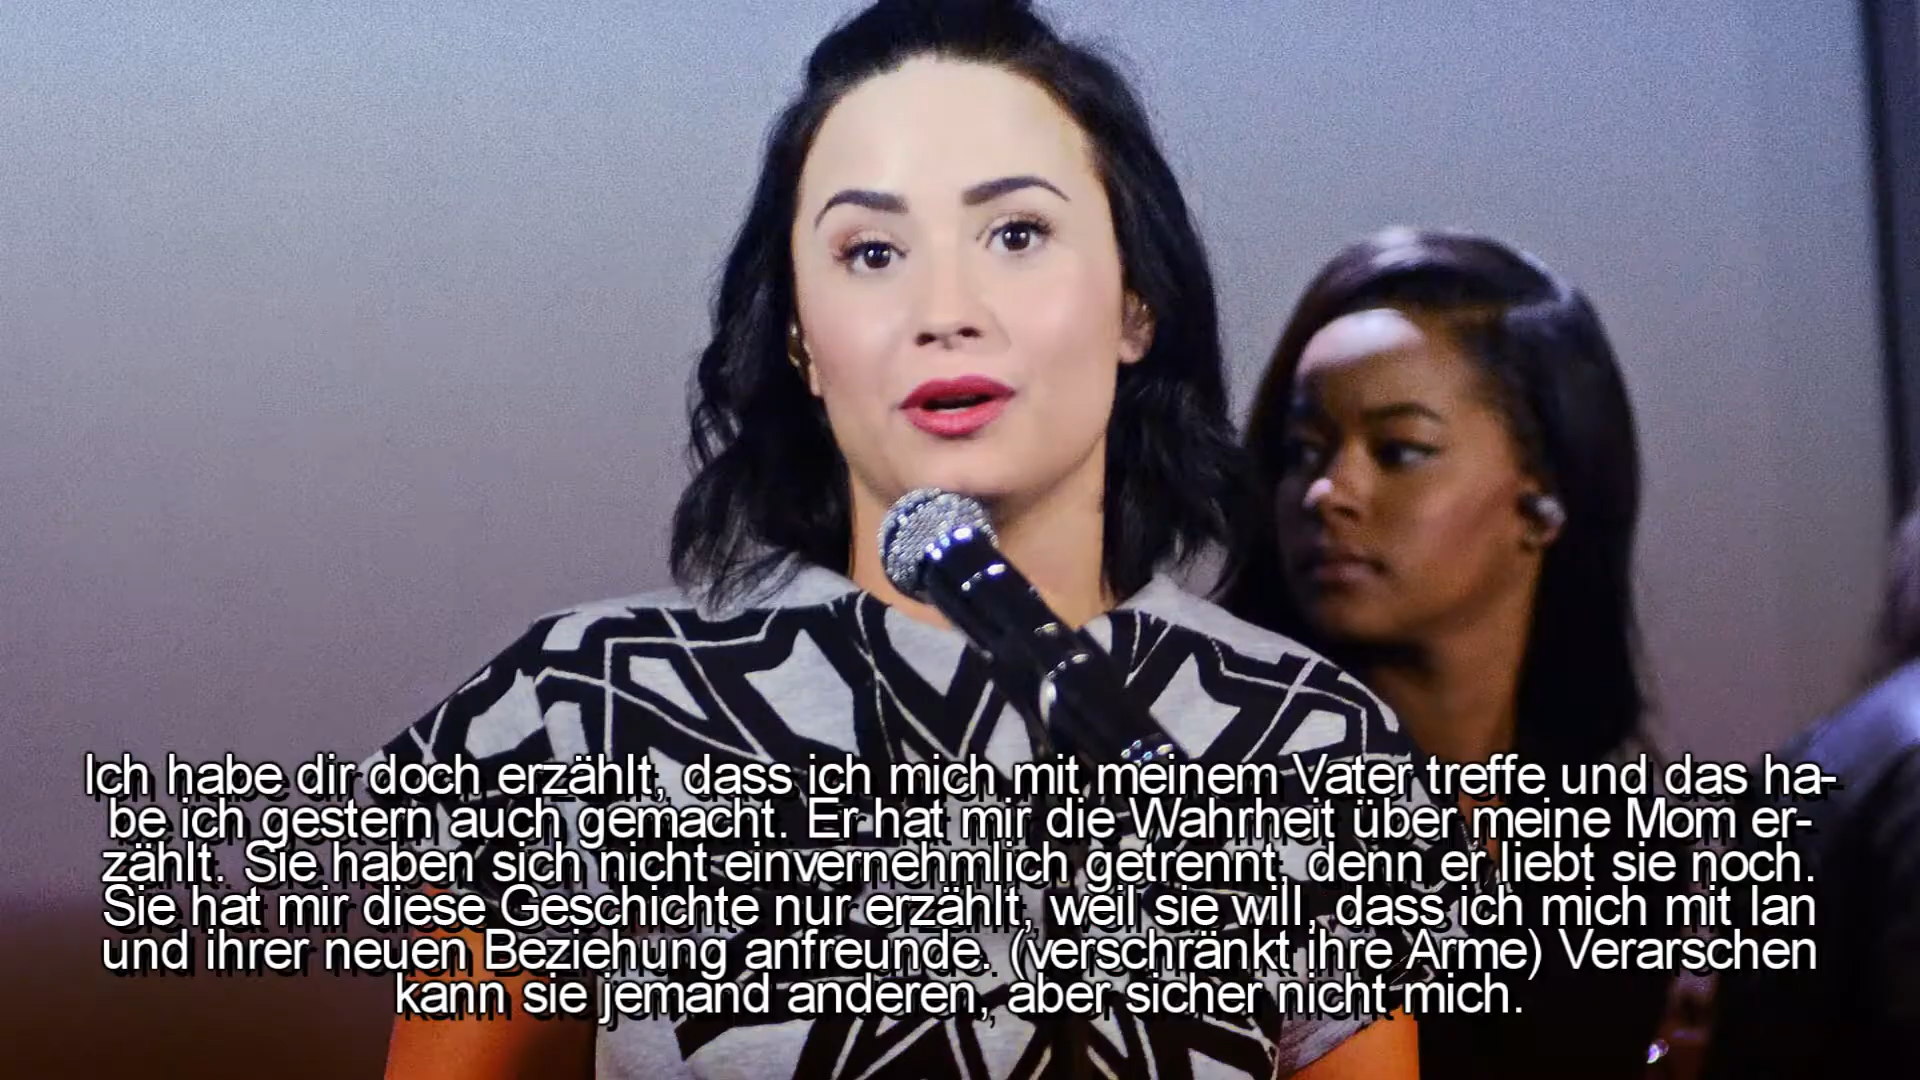 Ich habe dir doch erzählt, dass ich mich mit meinem Vater treffe und das ha-
be ich gestern auch gemacht. Er hat mir die Wahrheit über meine Mom er-
zählt. Sie haben sich nicht einvernehmlich getrennt, denn er liebt sie noch.
Sie hat mir diese Geschichte nur erzählt, weil sie will, dass ich mich mit Ian
und ihrer neuen Beziehung anfreunde. (verschränkt ihre Arme) Verarschen
kann sie jemand anderen, aber sicher nicht mich.